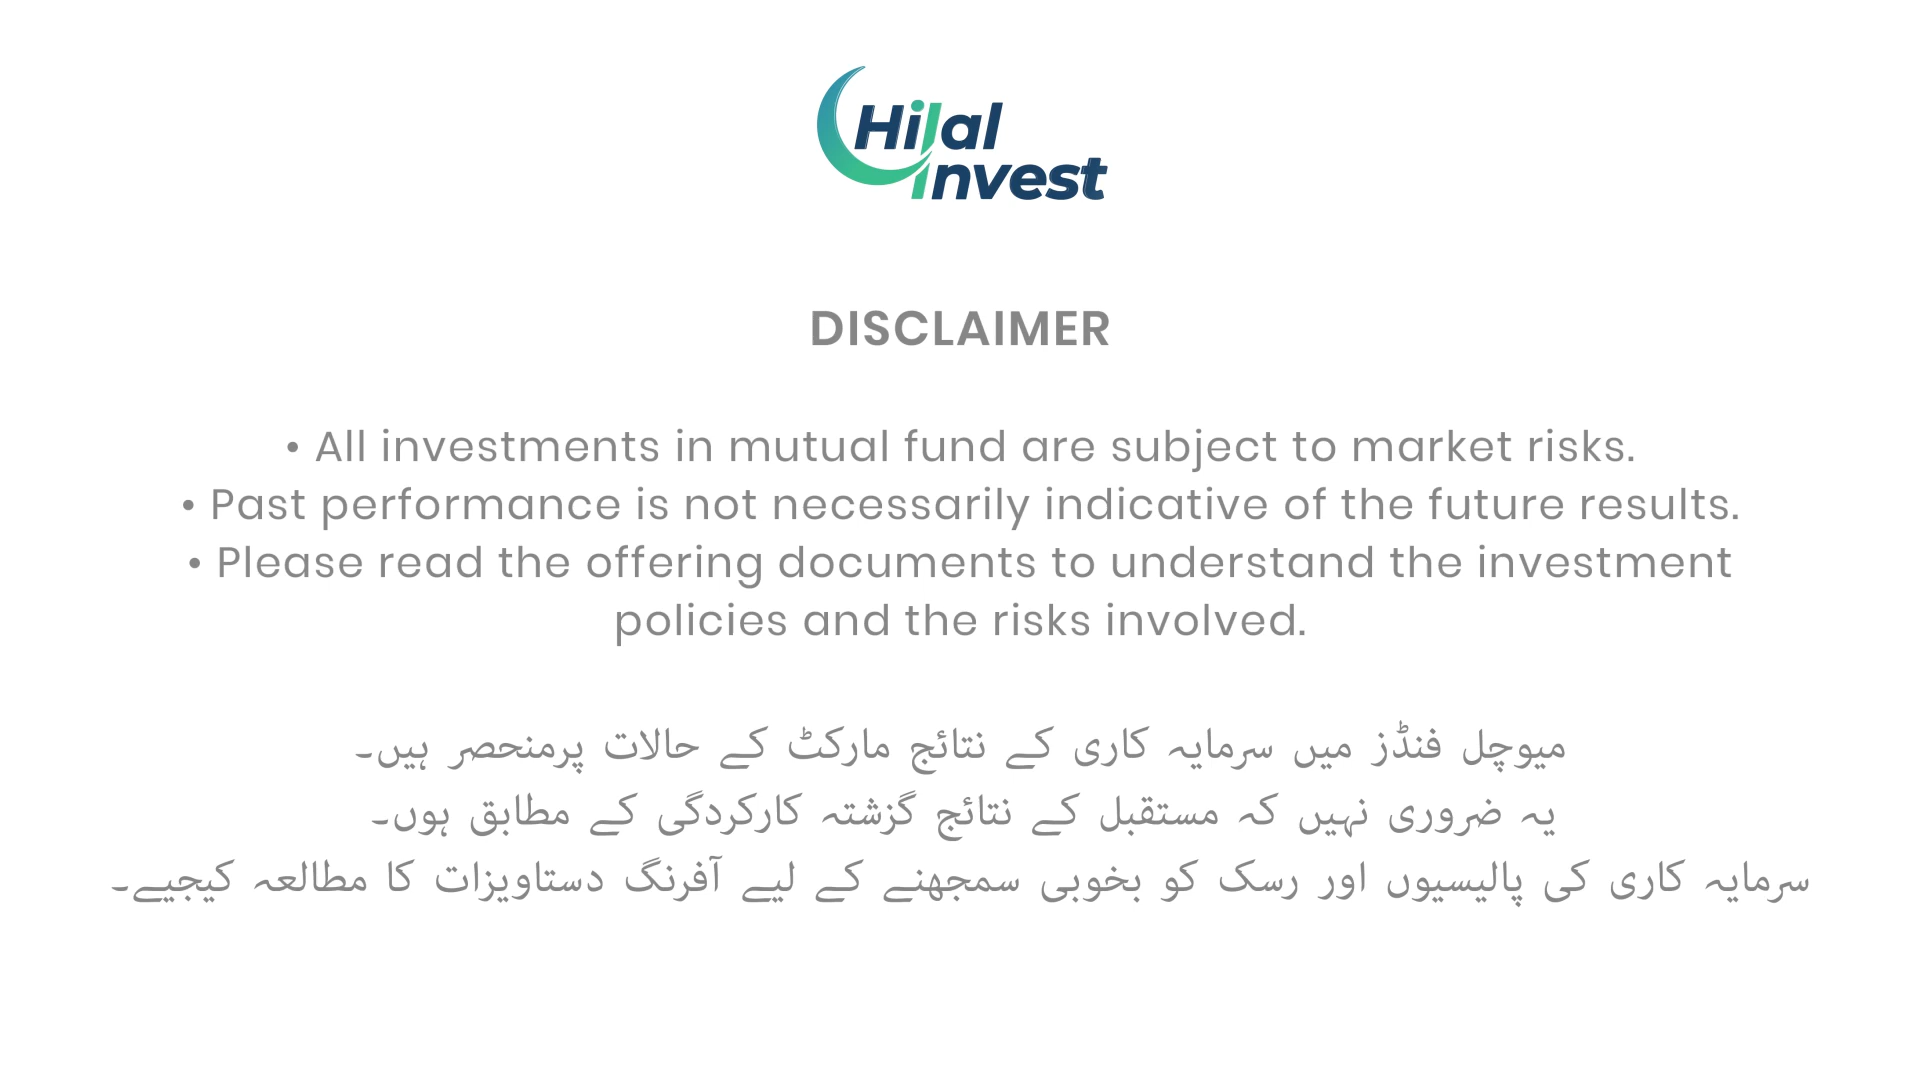 Hilal
Invest
DISCLAIMER
• All investments in mutual fund are subject to market risks.
• Past performance is not necessarily indicative of the future results.
• Please read the offering documents to understand the investment
policies and the risks involved.
میوچل فنڈز میں سرمایہ کاری کے نتائج مارکٹ کے حالات پرمنحصر ہیں۔
یہ ضروری نہیں کہ مستقبل کے نتائج گزشتہ کارکردگی کے مطابق ہوں۔
سرمایہ کاری کی پالیسیوں اور رسک کو بخوبی سمجھنے کے لیے آفرنگ دستاویزات کا مطالعہ کیجیے۔